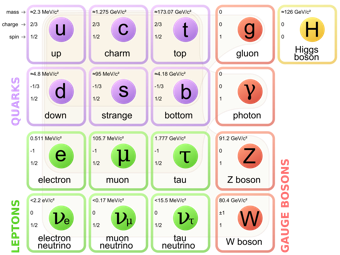 mass → ≈2.3 MeV/c² ≈1.275 GeV/c² ≈173.07 GeV/c² 0 ≈126 GeV/c²
charge → 2/3 2/3 2/3 0 0
spin → 1/2 1/2 1/2 1 0
u c t g H
up charm top gluon Higgs boson
≈4.8 MeV/c² ≈95 MeV/c² ≈4.18 GeV/c² 0
-1/3 -1/3 -1/3 0
1/2 1/2 1/2 1
d s b γ
down strange bottom photon
QUARKS
0.511 MeV/c² 105.7 MeV/c² 1.777 GeV/c² 91.2 GeV/c²
-1 -1 -1 0
1/2 1/2 1/2 1
e μ τ Z
electron muon tau Z boson
<2.2 eV/c² <0.17 MeV/c² <15.5 MeV/c² 80.4 GeV/c²
0 0 0 ±1
1/2 1/2 1/2 1
νe νμ ντ W
electron neutrino muon neutrino tau neutrino W boson
LEPTONS
GAUGE BOSONS